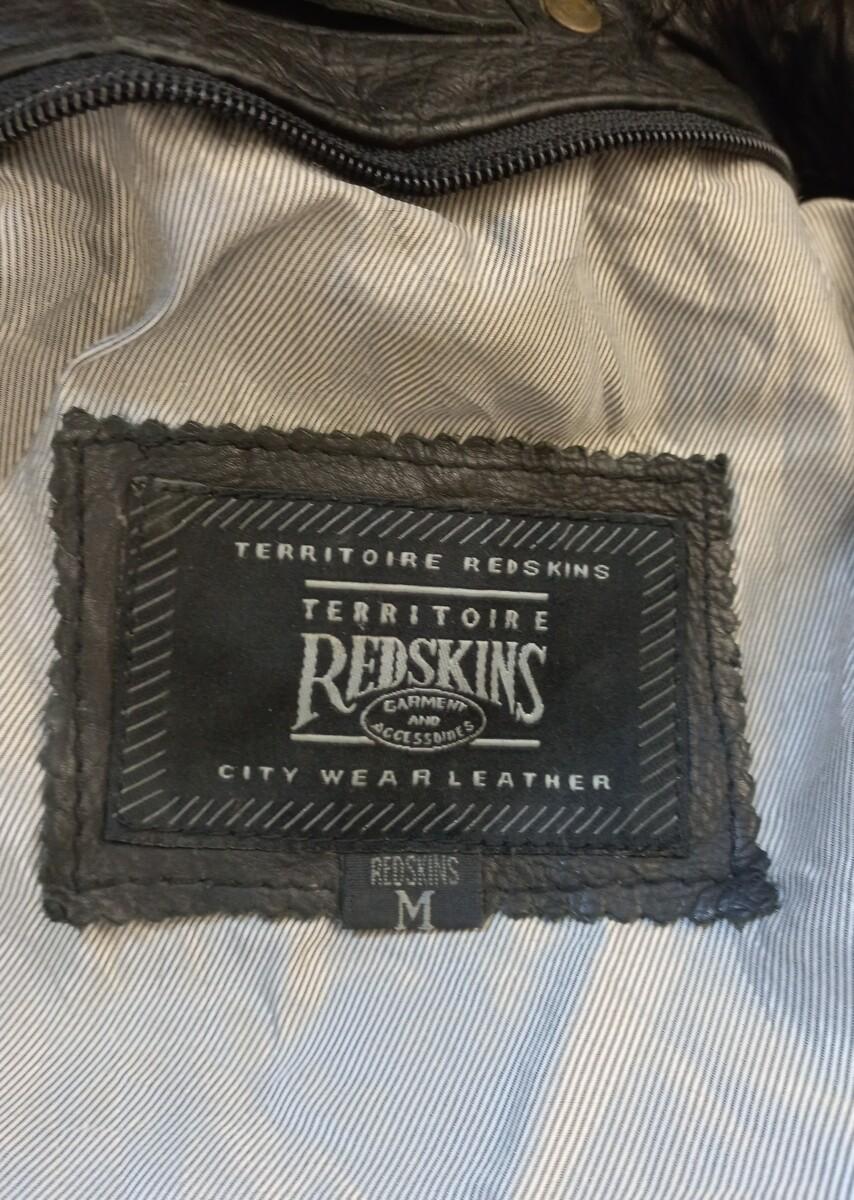 TERRITOIRE REDSKINS
TERRITOIRE
REDSKINS
GARMENT
AND
ACCESSOIRES
CITY WEAR LEATHER
REDSKINS
M